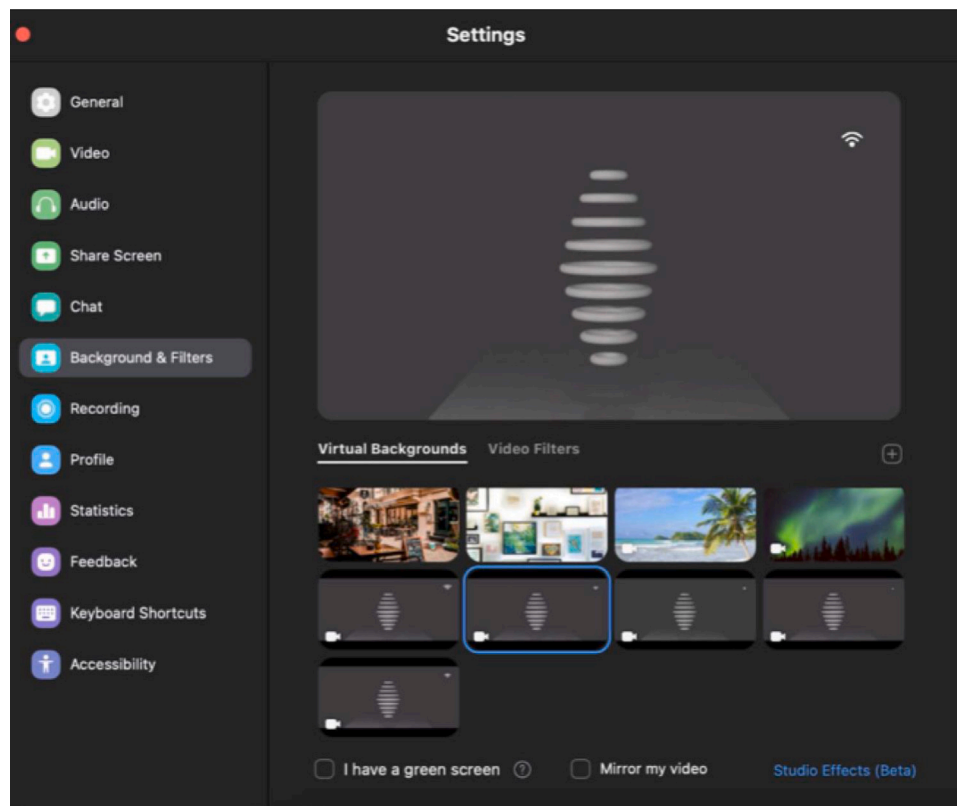 Settings
General
Video
Audio
Share Screen
Chat
Background & Filters
Recording
Profile
Statistics
Feedback
Keyboard Shortcuts
Accessibility
Virtual Backgrounds Video Filters
I have a green screen ? Mirror my video Studio Effects (Beta)